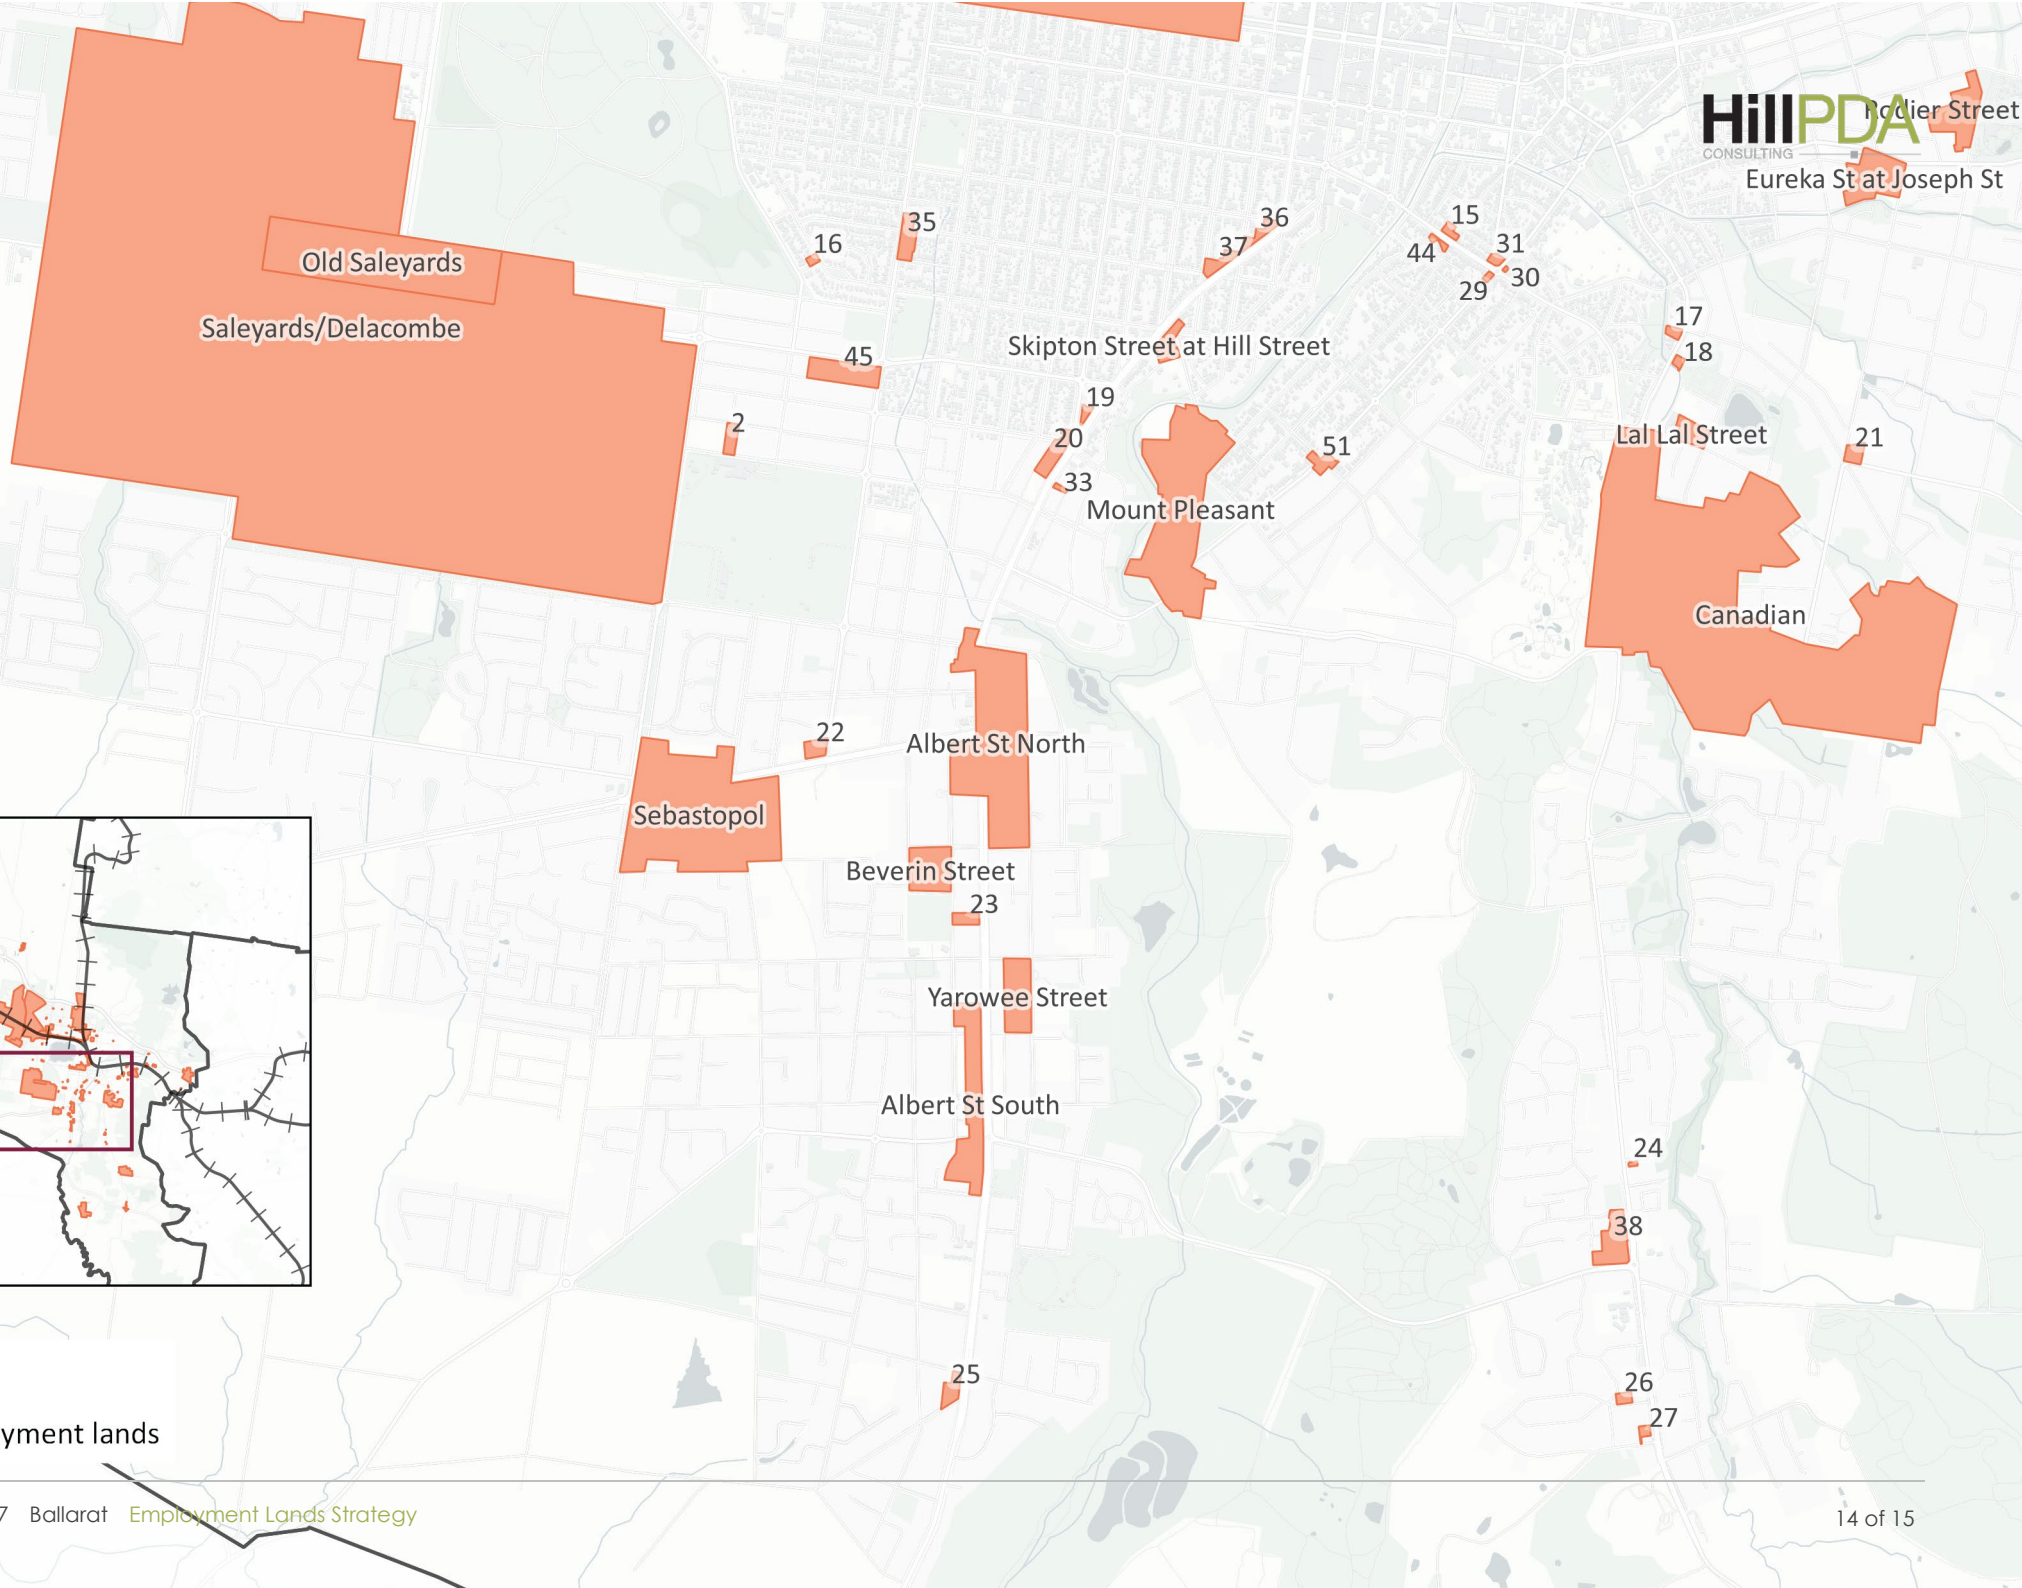 HillPDA
CONSULTING
Rodier Street
Eureka St at Joseph St
35
36
15
16
37
44
31
30
29
Old Saleyards
Saleyards/Delacombe
17
Skipton Street at Hill Street
18
45
19
2
20
51
Lal Lal Street
21
33
Mount Pleasant
Canadian
22
Albert St North
Sebastopol
Beverin Street
23
Yarowee Street
Albert St South
24
38
25
26
27
yment lands
7 Ballarat Employment Lands Strategy
14 of 15